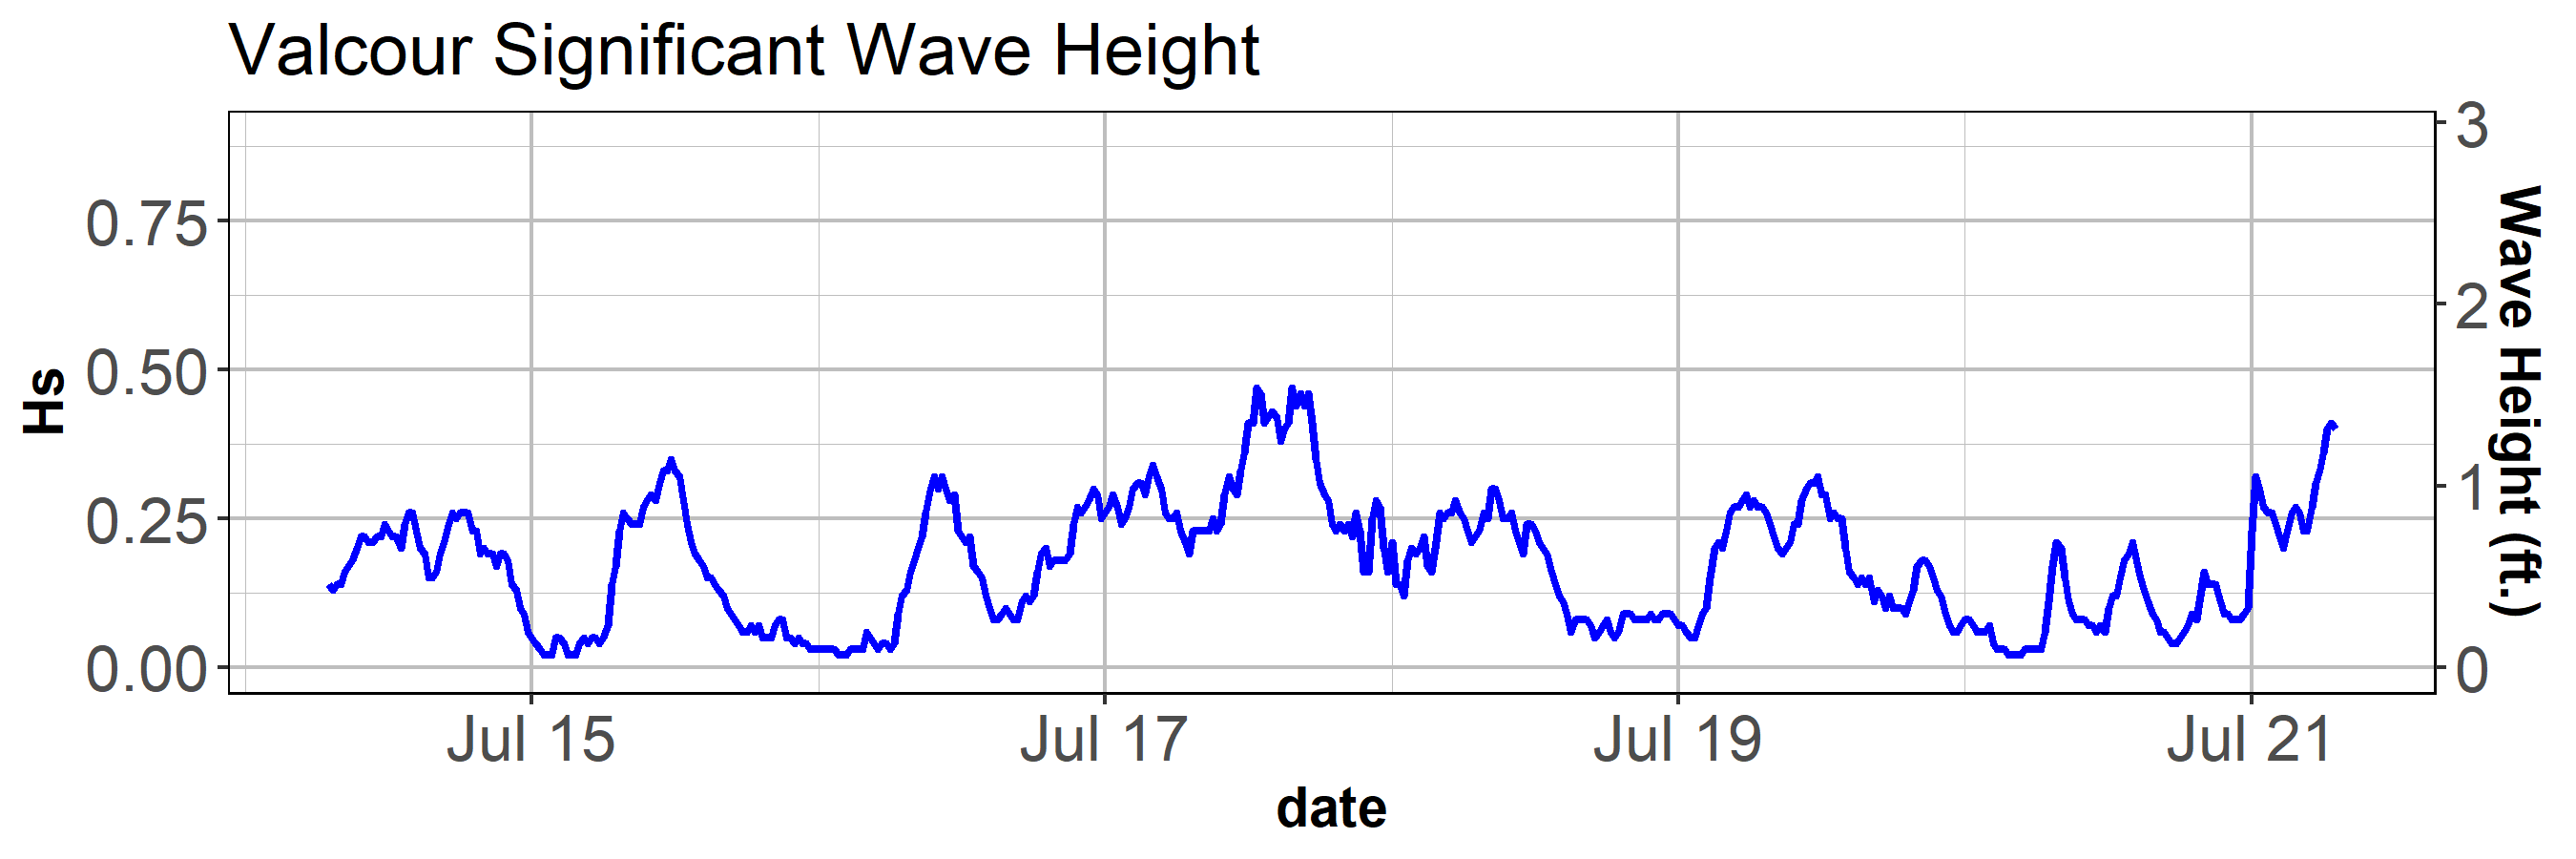 Valcour Significant Wave Height
Hs
0.75
0.50
0.25
0.00
3
2
1
0
Wave Height (ft.)
Jul 15
Jul 17
Jul 19
Jul 21
date